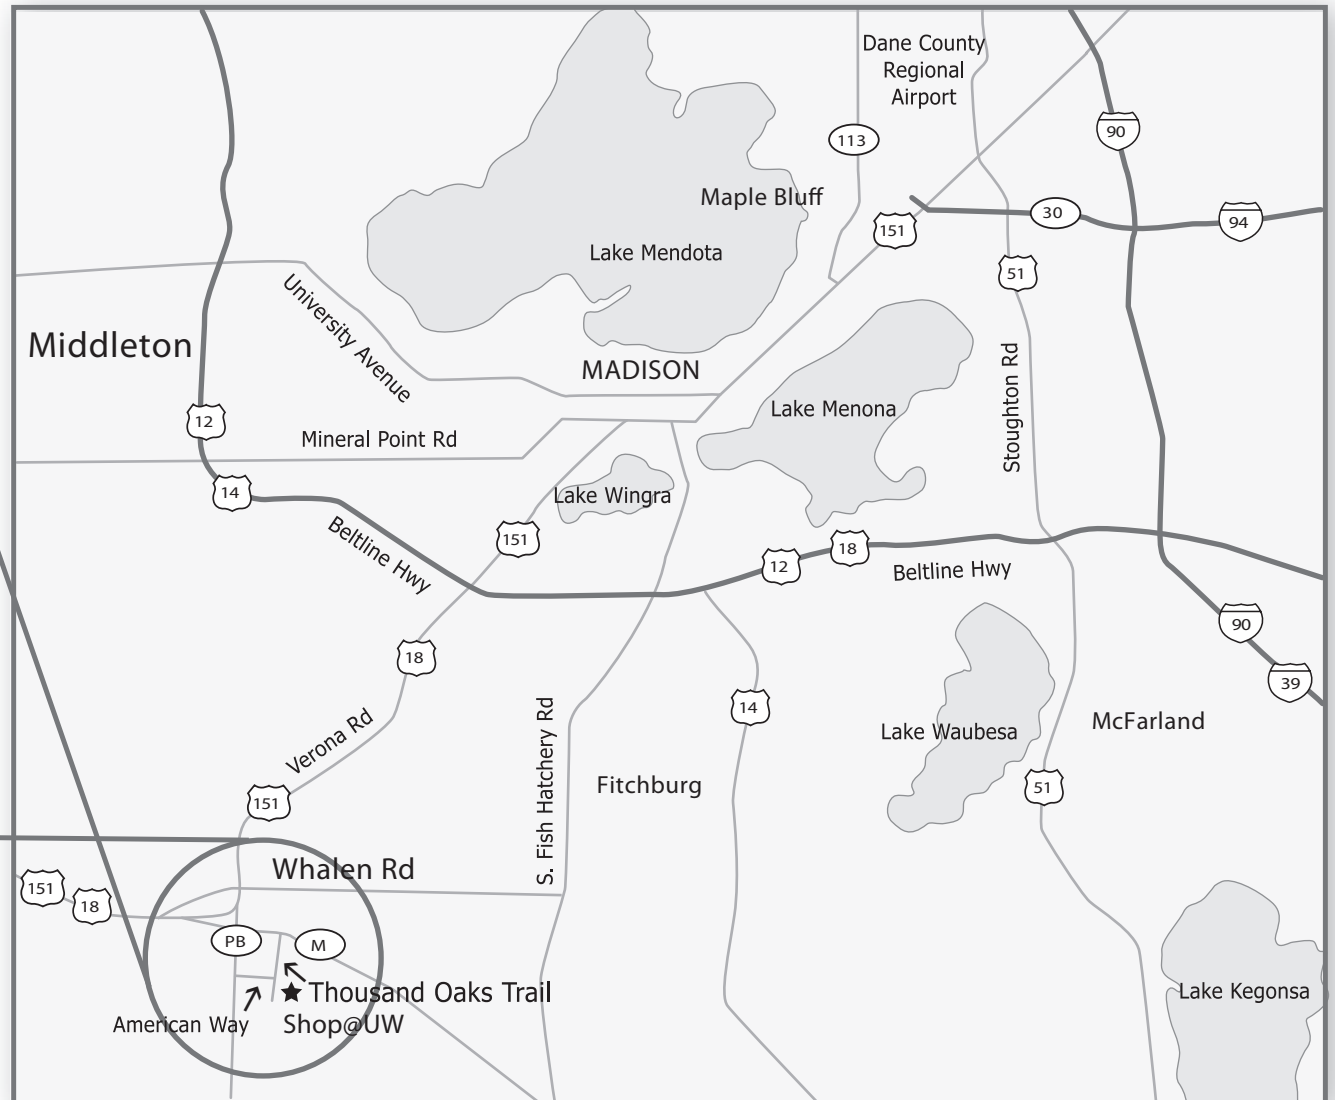 Dane County
Regional
Airport
90
113
Maple Bluff
30
94
151
Lake Mendota
51
University Avenue
Middleton
MADISON
Stoughton Rd
Lake Menona
12
Mineral Point Rd
14
Lake Wingra
151
Beltline Hwy
18
12
Beltline Hwy
90
18
39
14
McFarland
Lake Waubesa
Verona Rd
S. Fish Hatchery Rd
Fitchburg
51
151
Whalen Rd
151
18
PB
M
Thousand Oaks Trail
Lake Kegonsa
American Way
Shop@UW